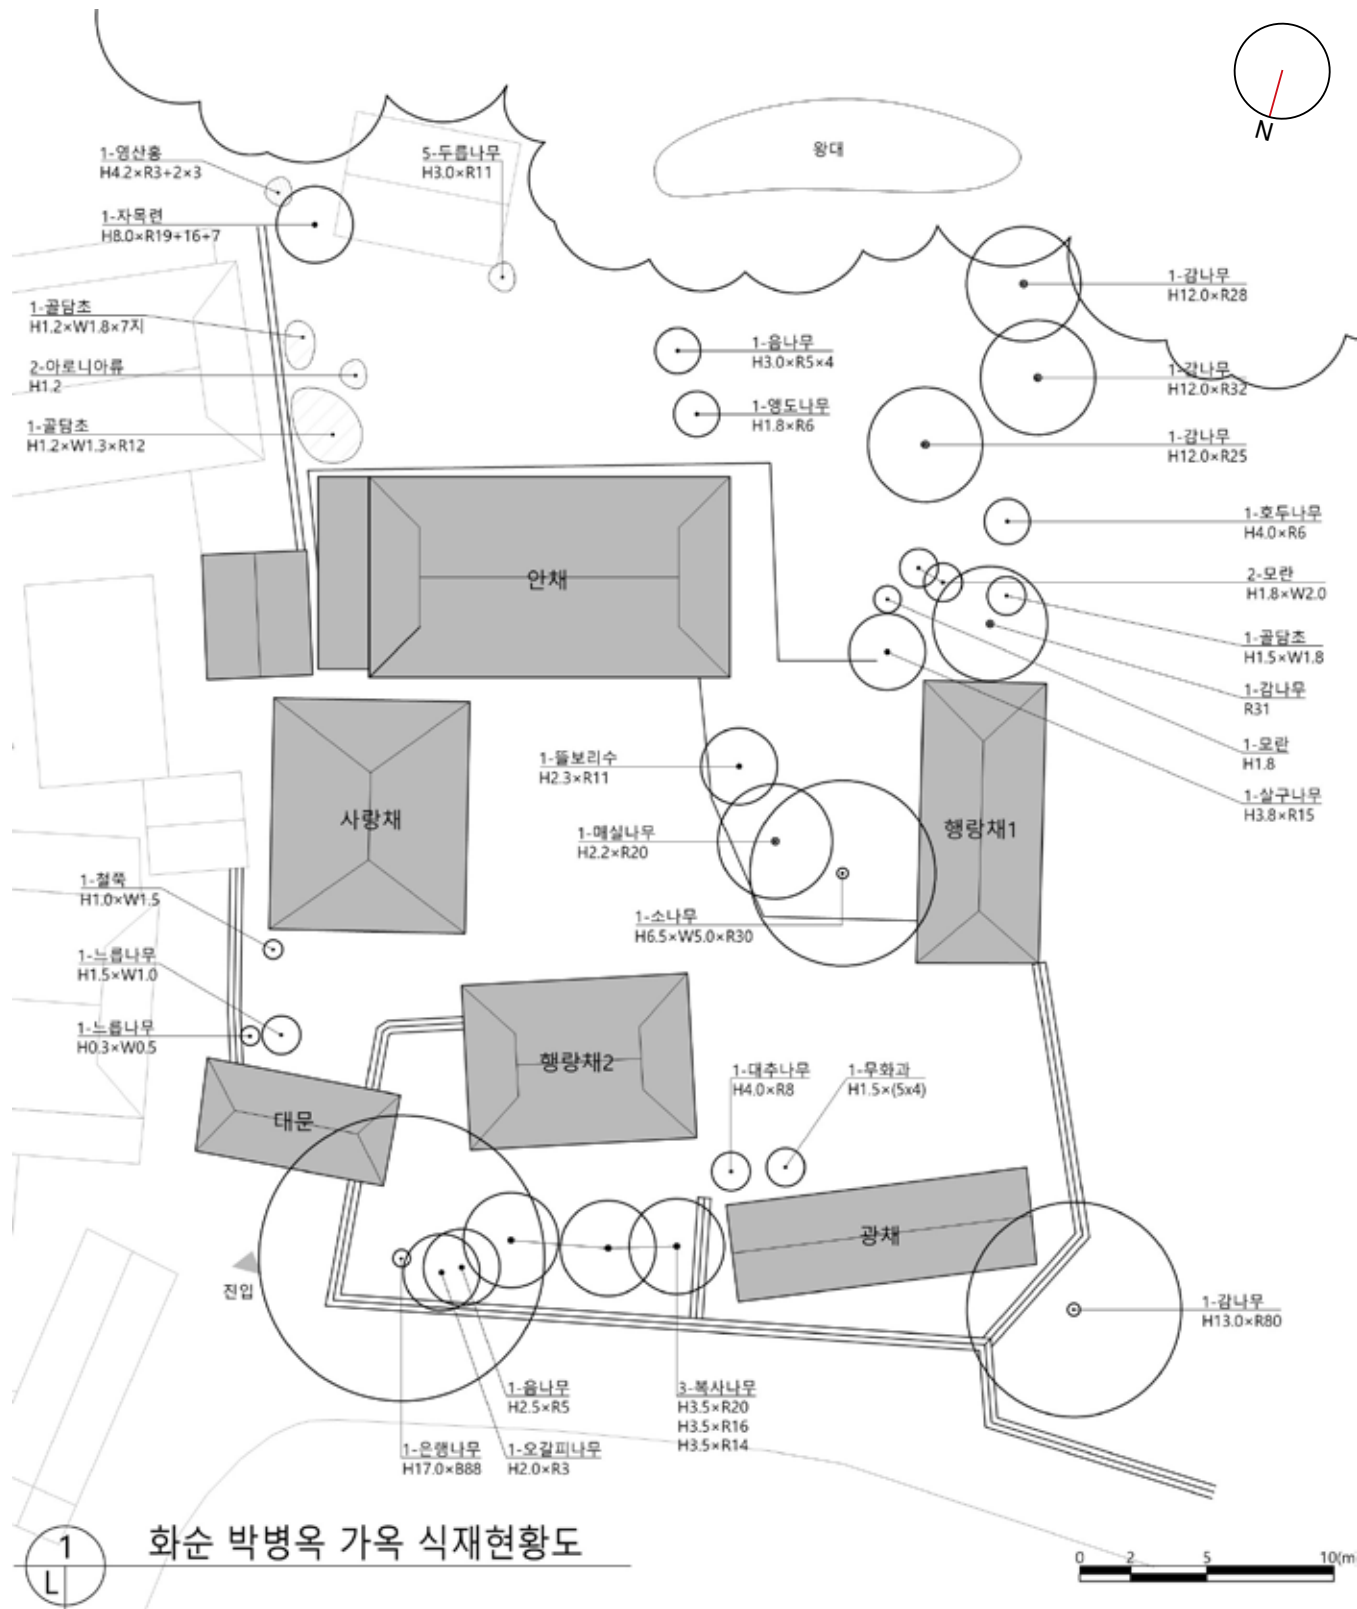 N
왕대
1-영산홍
H4.2×R3+2×3
5-두릅나무
H3.0×R11
1-자목련
H8.0×R19+16+7
1-감나무
H12.0×R28
1-골담초
H1.2×W1.8×7지
1-음나무
H3.0×R5×4
2-아로니아류
H1.2
1-감나무
H12.0×R32
1-앵도나무
H1.8×R6
1-골담초
H1.2×W1.3×R12
1-감나무
H12.0×R25
1-호두나무
H4.0×R6
안채
2-모란
H1.8×W2.0
1-골담초
H1.5×W1.8
1-감나무
R31
1-모란
H1.8
1-뜰보리수
H2.3×R11
1-살구나무
H3.8×R15
사랑채
행랑채1
1-매실나무
H2.2×R20
1-철쭉
H1.0×W1.5
1-소나무
H6.5×W5.0×R30
1-느릅나무
H1.5×W1.0
1-느릅나무
H0.3×W0.5
행랑채2
1-대추나무
H4.0×R8
1-무화과
H1.5×(5x4)
대문
광채
진입
1-감나무
H13.0×R80
1-음나무
H2.5×R5
3-복사나무
H3.5×R20
H3.5×R16
H3.5×R14
1-은행나무
H17.0×B88
1-오갈피나무
H2.0×R3
1
L
화순 박병옥 가옥 식재현황도
0 2 5 10(m